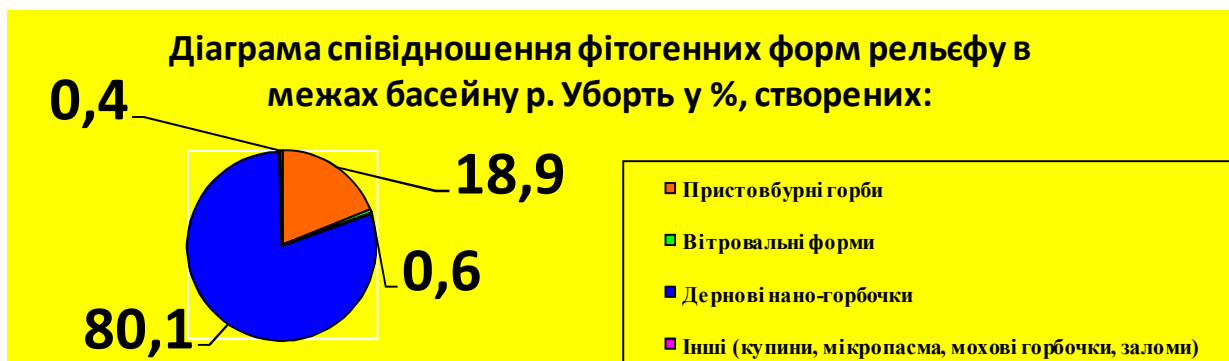 Діаграма співідношення фітогенних форм рельєфу в
межах басейну р. Уборть у %, створених:
0,4
18,9
0,6
80,1
Пристовбурні горби
Вітровальні форми
Дернові нано-горбочки
Інші (купини, мікропасма, мохові горбочки, заломи)